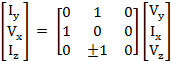 [I_y] = [0 1 0] [V_y]
[V_x] = [1 0 0] [I_x]
[I_z] = [0 ±1 0] [V_z]